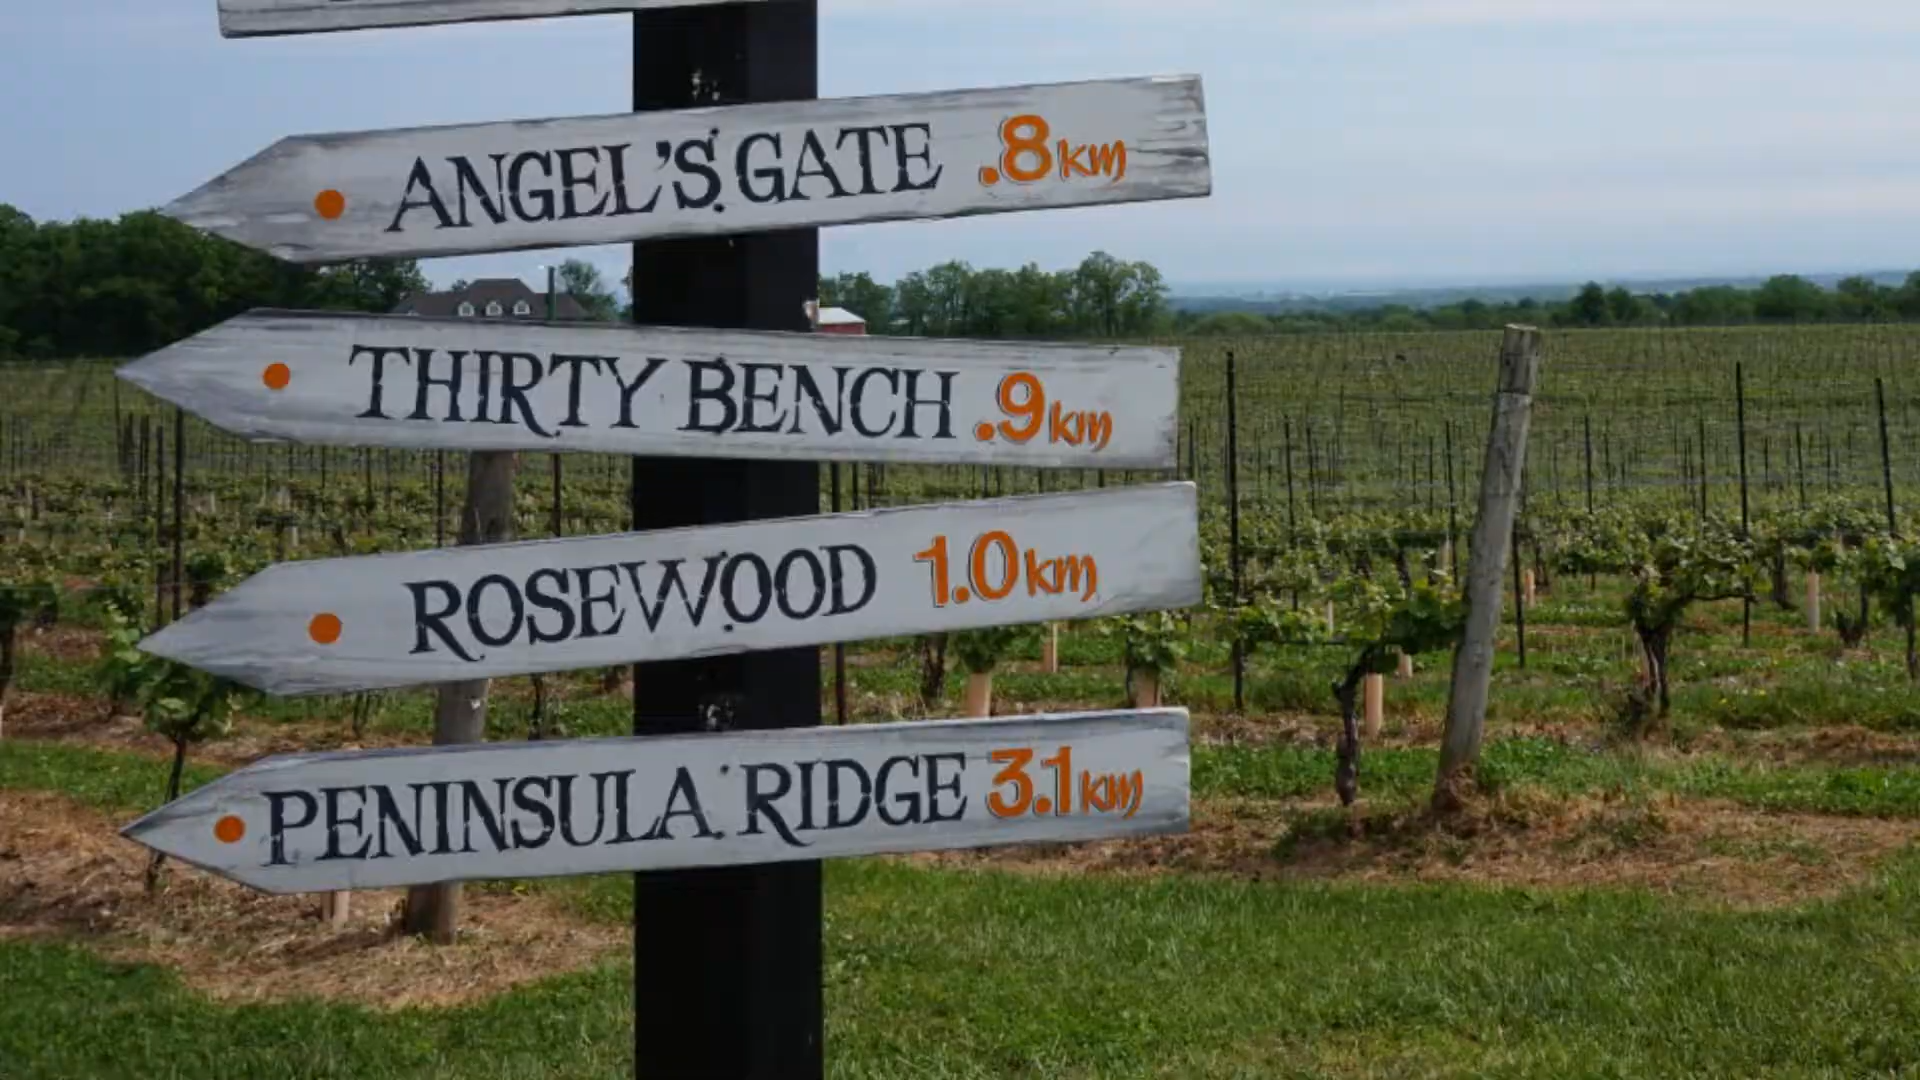 ANGEL'S GATE .8km
THIRTY BENCH .9km
ROSEWOOD 1.0km
PENINSULA RIDGE 3.1km